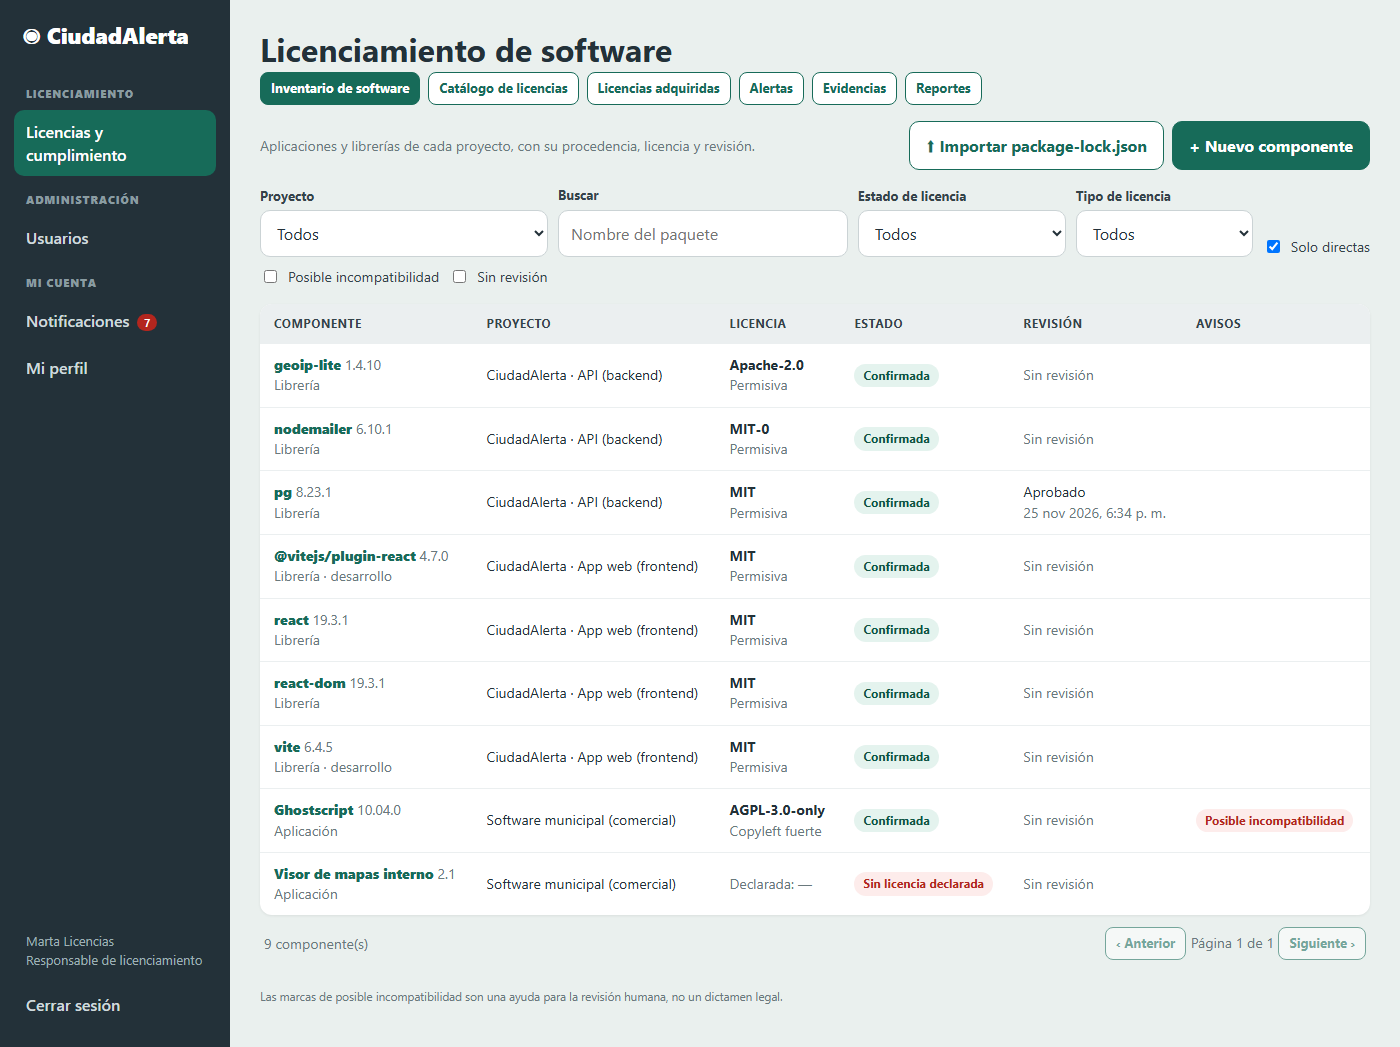 CiudadAlerta
LICENCIAMIENTO
Licencias y
cumplimiento
ADMINISTRACIÓN
Usuarios
MI CUENTA
Notificaciones 7
Mi perfil
Marta Licencias
Responsable de licenciamiento
Cerrar sesión
Licenciamiento de software
Inventario de software Catálogo de licencias Licencias adquiridas Alertas Evidencias Reportes
Aplicaciones y librerías de cada proyecto, con su procedencia, licencia y revisión.
⬆ Importar package-lock.json + Nuevo componente
Proyecto Buscar Estado de licencia Tipo de licencia
Todos Nombre del paquete Todos Todos Solo directas
Posible incompatibilidad Sin revisión
COMPONENTE PROYECTO LICENCIA ESTADO REVISIÓN AVISOS
geoip-lite 1.4.10
Librería
CiudadAlerta · API (backend)
Apache-2.0
Permisiva
Confirmada
Sin revisión
nodemailer 6.10.1
Librería
CiudadAlerta · API (backend)
MIT-0
Permisiva
Confirmada
Sin revisión
pg 8.23.1
Librería
CiudadAlerta · API (backend)
MIT
Permisiva
Confirmada
Aprobado
25 nov 2026, 6:34 p. m.
@vitejs/plugin-react 4.7.0
Librería · desarrollo
CiudadAlerta · App web (frontend)
MIT
Permisiva
Confirmada
Sin revisión
react 19.3.1
Librería
CiudadAlerta · App web (frontend)
MIT
Permisiva
Confirmada
Sin revisión
react-dom 19.3.1
Librería
CiudadAlerta · App web (frontend)
MIT
Permisiva
Confirmada
Sin revisión
vite 6.4.5
Librería · desarrollo
CiudadAlerta · App web (frontend)
MIT
Permisiva
Confirmada
Sin revisión
Ghostscript 10.04.0
Aplicación
Software municipal (comercial)
AGPL-3.0-only
Copyleft fuerte
Confirmada
Sin revisión
Posible incompatibilidad
Visor de mapas interno 2.1
Aplicación
Software municipal (comercial)
Declarada: —
Sin licencia declarada
Sin revisión
9 componente(s)
‹ Anterior Página 1 de 1 Siguiente ›
Las marcas de posible incompatibilidad son una ayuda para la revisión humana, no un dictamen legal.